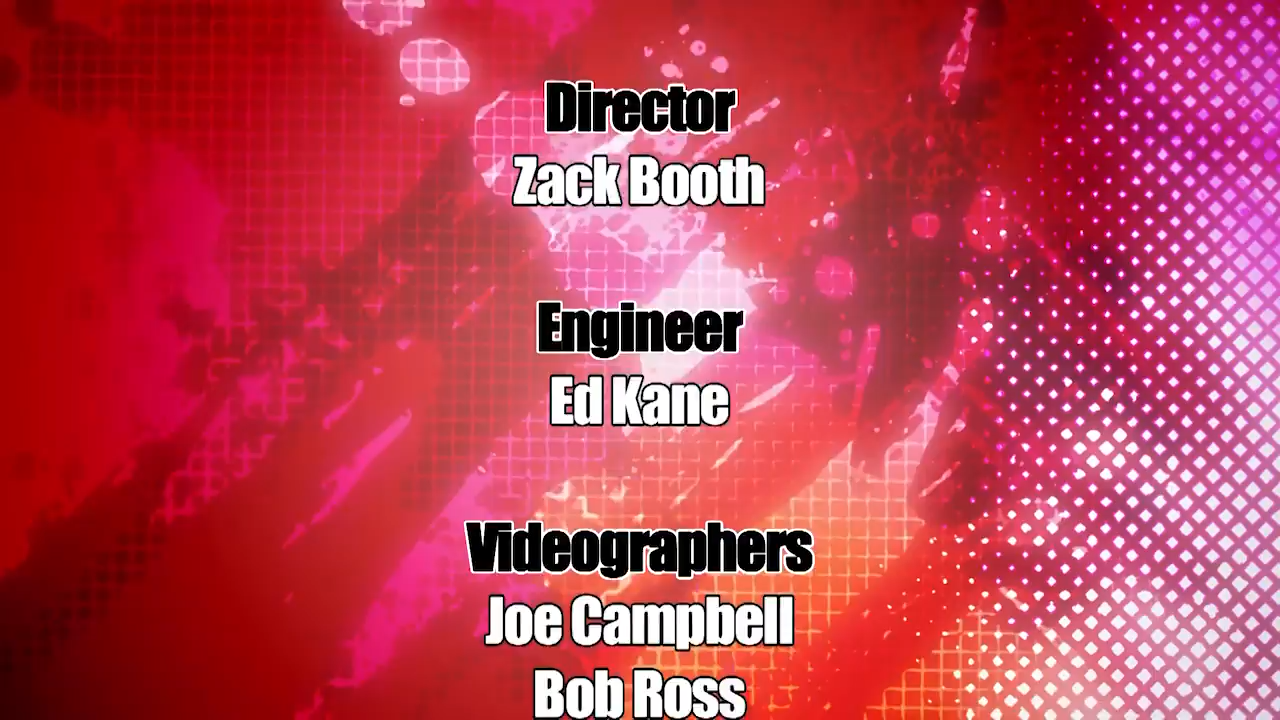 Director
Zack Booth
Engineer
Ed Kane
Videographers
Joe Campbell
Bob Ross